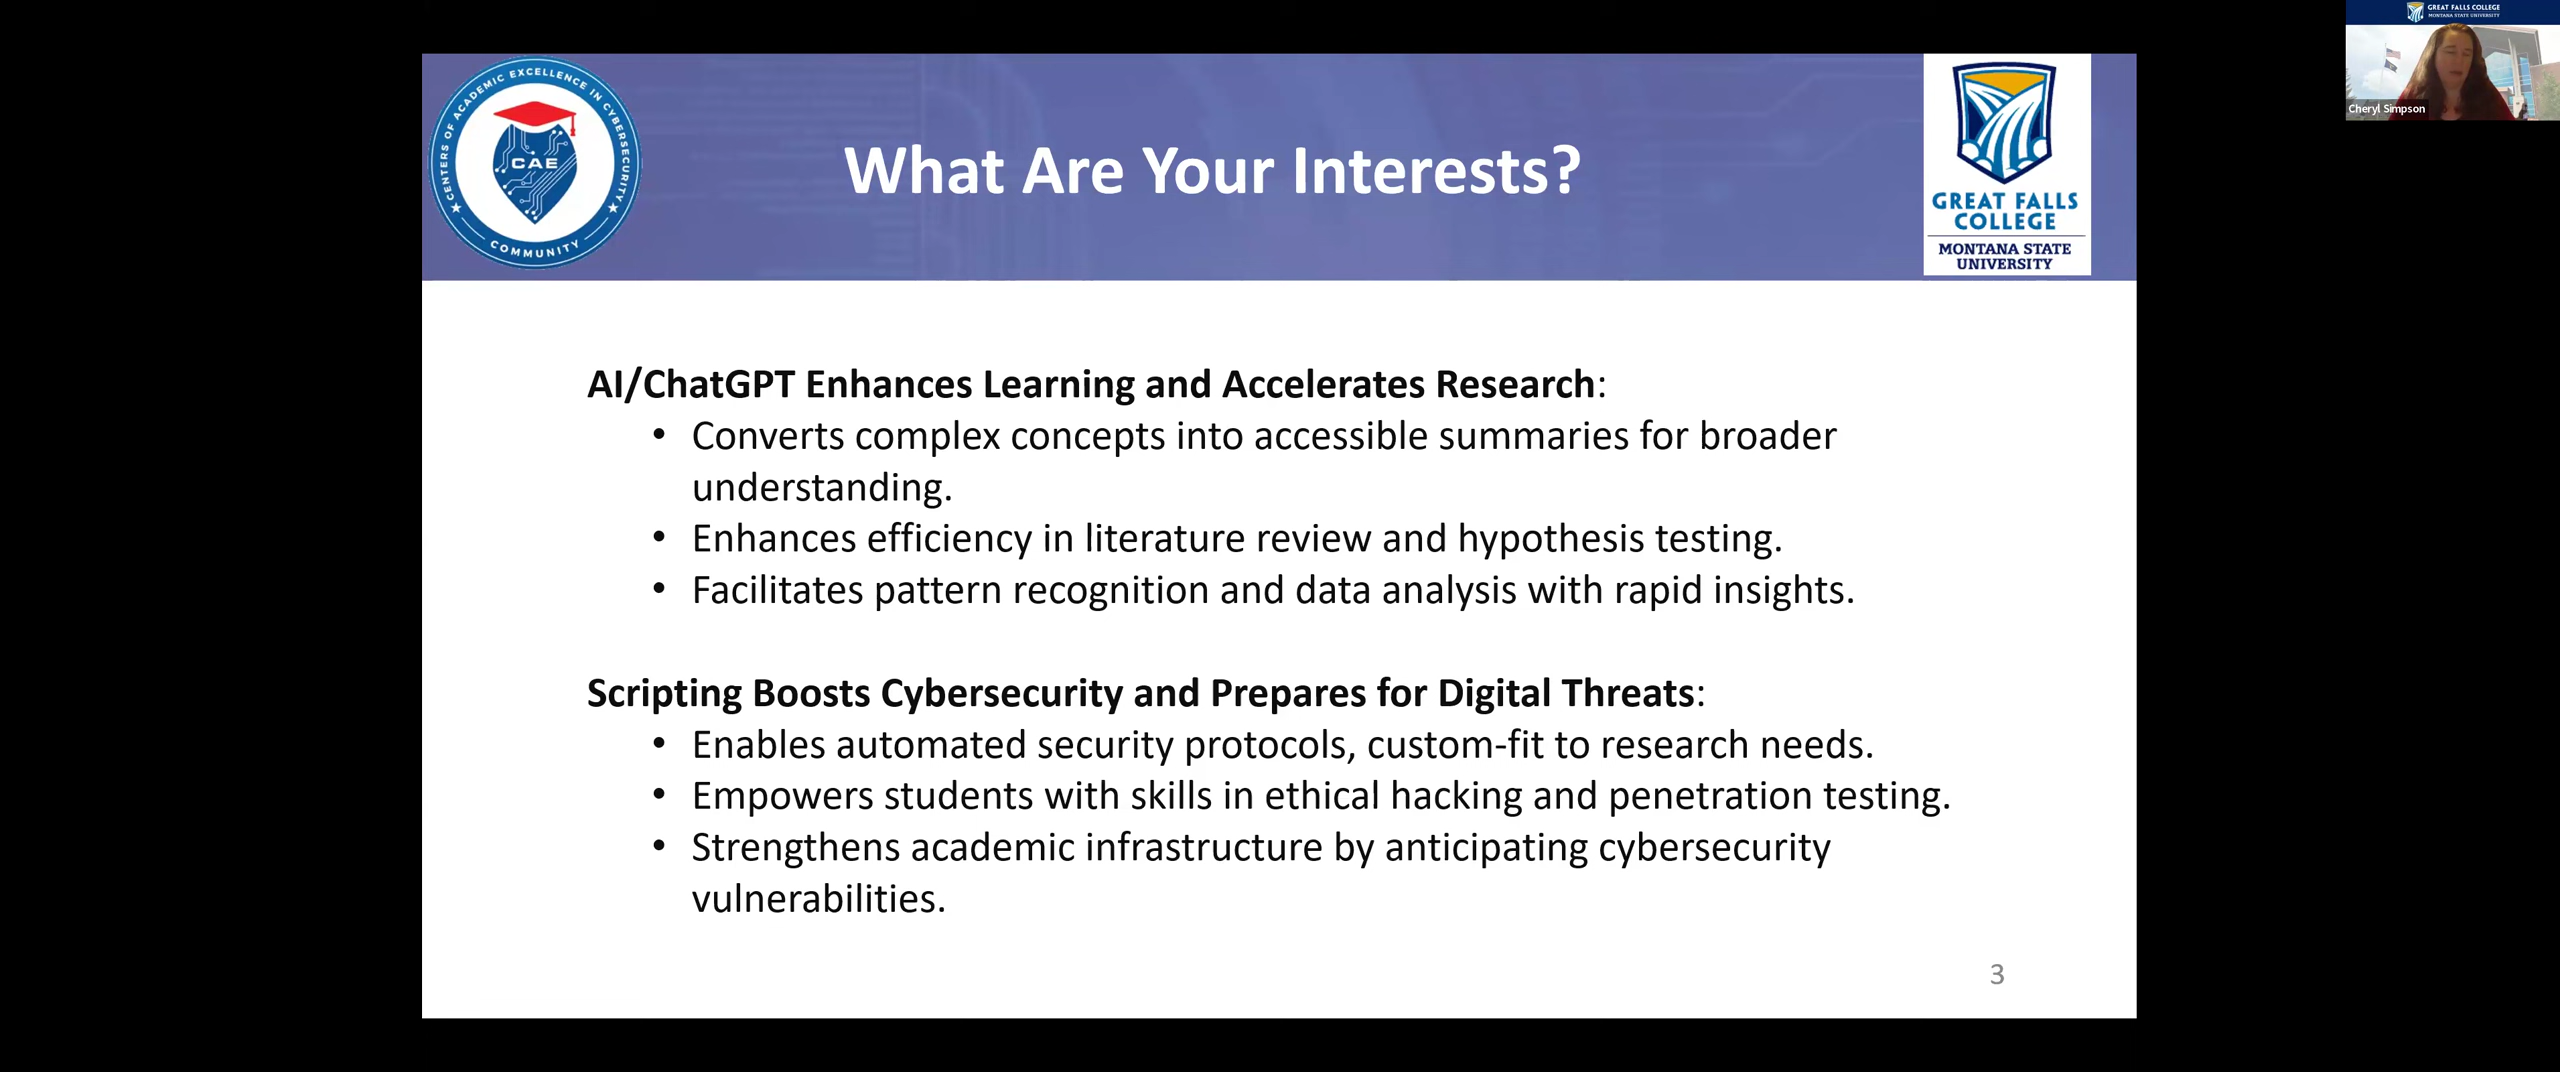 GREAT FALLS COLLEGE
MONTANA STATE UNIVERSITY
Cheryl Simpson
CENTERS OF ACADEMIC EXCELLENCE IN CYBERSECURITY
CAE
COMMUNITY
What Are Your Interests?
GREAT FALLS
COLLEGE
MONTANA STATE
UNIVERSITY
AI/ChatGPT Enhances Learning and Accelerates Research:
• Converts complex concepts into accessible summaries for broader
understanding.
• Enhances efficiency in literature review and hypothesis testing.
• Facilitates pattern recognition and data analysis with rapid insights.
Scripting Boosts Cybersecurity and Prepares for Digital Threats:
• Enables automated security protocols, custom-fit to research needs.
• Empowers students with skills in ethical hacking and penetration testing.
• Strengthens academic infrastructure by anticipating cybersecurity
vulnerabilities.
3